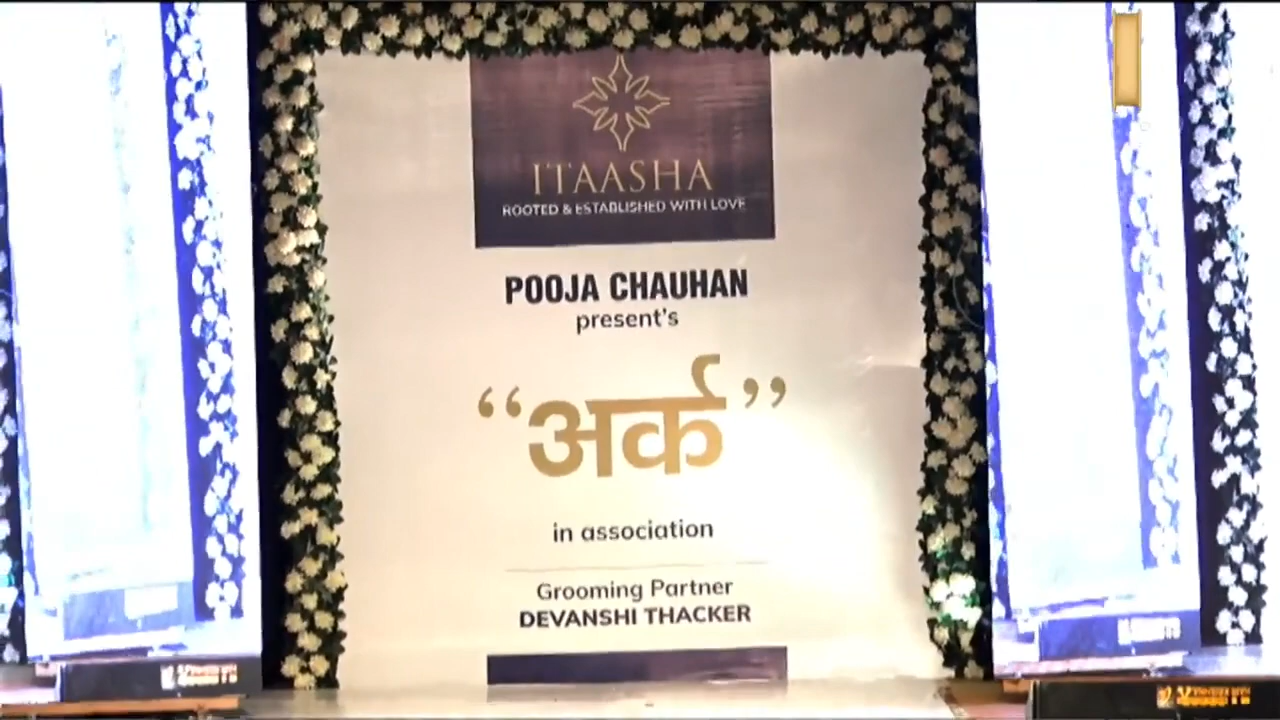 ITAASHA
ROOTED & ESTABLISHED WITH LOVE
POOJA CHAUHAN
present's
“अर्क”
in association
Grooming Partner
DEVANSHI THACKER